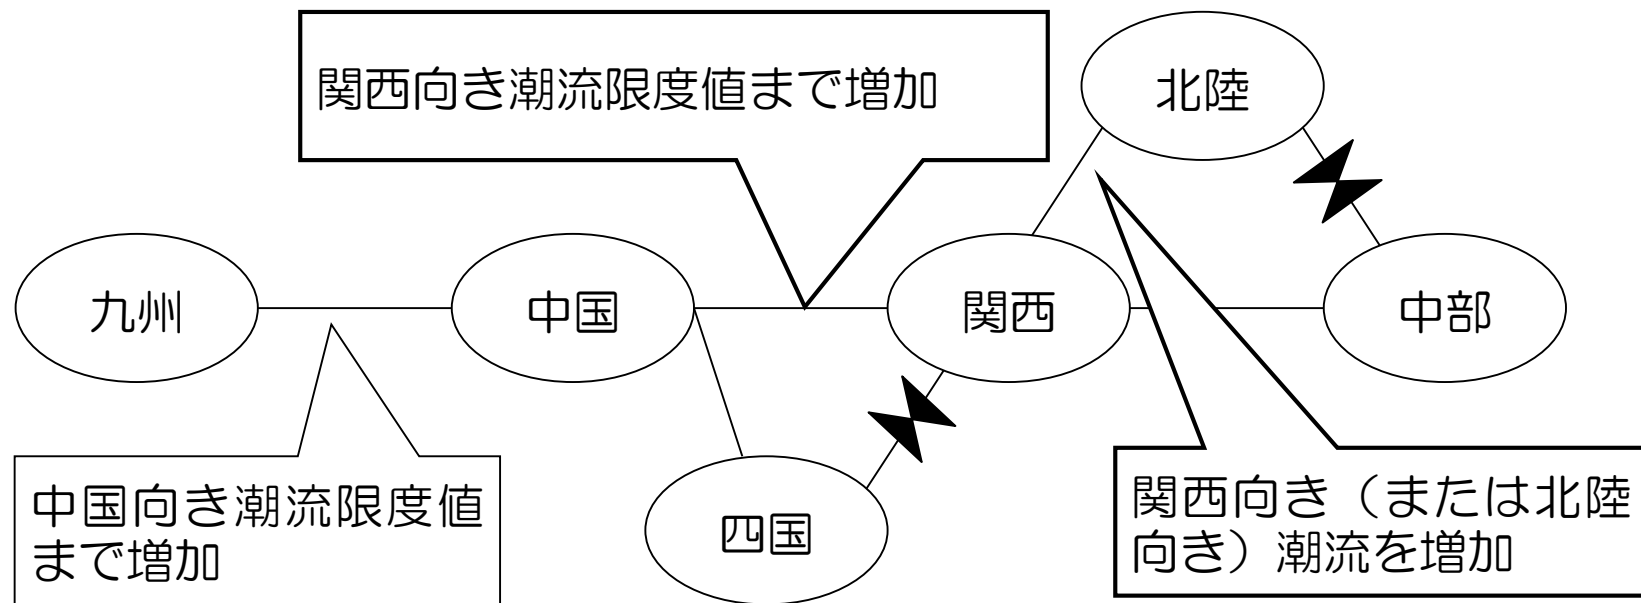 関西向き潮流限度値まで増加
北陸
九州
中国
関西
中部
中国向き潮流限度値
まで増加
四国
関西向き（または北陸
向き）潮流を増加